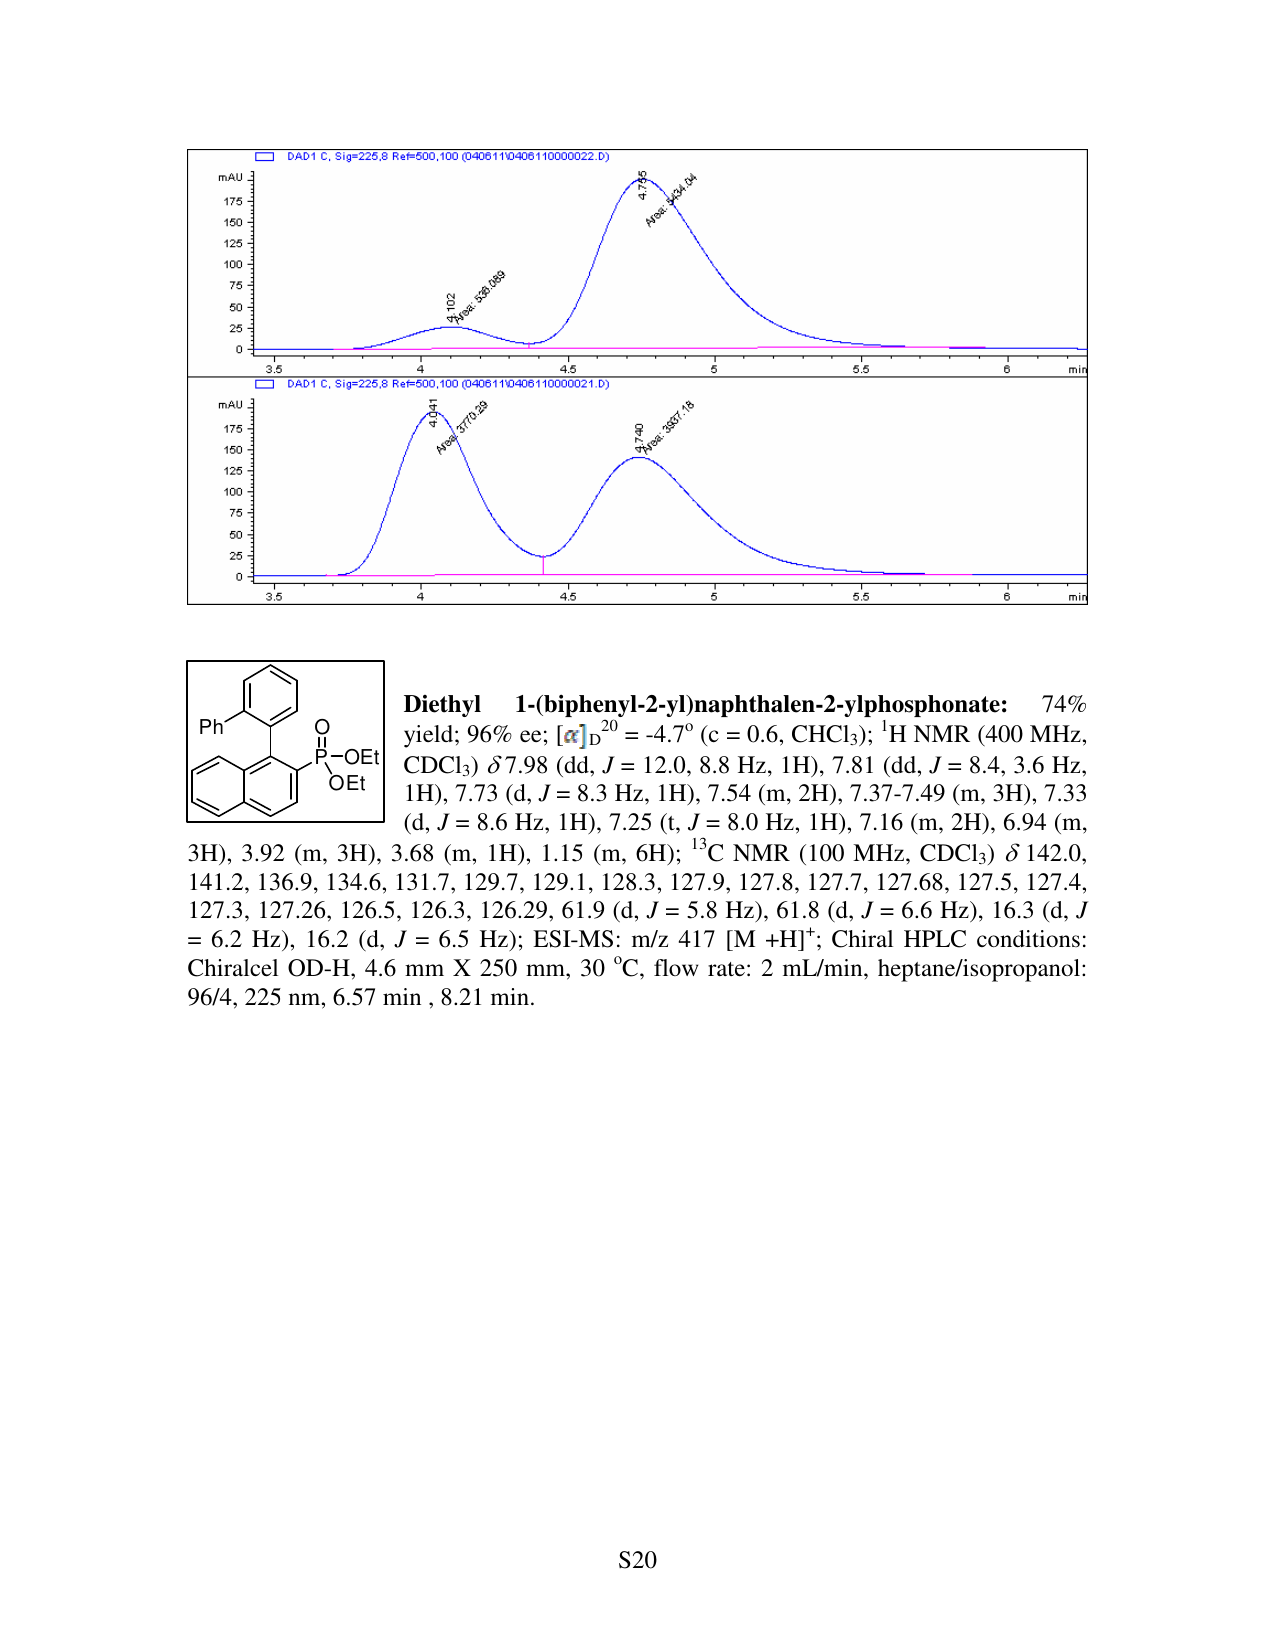 DAD1 C, Sig=225,8 Ref=500,100 (040611\0406110000022.D)
mAU
175
150
125
100
75
50
25
0
4.102
Area: 536.089
4.755
Area: 5434.04
3.5 4 4.5 5 5.5 6 min
DAD1 C, Sig=225,8 Ref=500,100 (040611\0406110000021.D)
mAU
175
150
125
100
75
50
25
0
4.041
Area: 3770.29
4.740
Area: 3937.18
3.5 4 4.5 5 5.5 6 min
Ph
O
P
OEt
OEt
Diethyl 1-(biphenyl-2-yl)naphthalen-2-ylphosphonate: 74%
yield; 96% ee; [α]D20 = -4.7o (c = 0.6, CHCl3); 1H NMR (400 MHz,
CDCl3) δ 7.98 (dd, J = 12.0, 8.8 Hz, 1H), 7.81 (dd, J = 8.4, 3.6 Hz,
1H), 7.73 (d, J = 8.3 Hz, 1H), 7.54 (m, 2H), 7.37-7.49 (m, 3H), 7.33
(d, J = 8.6 Hz, 1H), 7.25 (t, J = 8.0 Hz, 1H), 7.16 (m, 2H), 6.94 (m,
3H), 3.92 (m, 3H), 3.68 (m, 1H), 1.15 (m, 6H); 13C NMR (100 MHz, CDCl3) δ 142.0,
141.2, 136.9, 134.6, 131.7, 129.7, 129.1, 128.3, 127.9, 127.8, 127.7, 127.68, 127.5, 127.4,
127.3, 127.26, 126.5, 126.3, 126.29, 61.9 (d, J = 5.8 Hz), 61.8 (d, J = 6.6 Hz), 16.3 (d, J
= 6.2 Hz), 16.2 (d, J = 6.5 Hz); ESI-MS: m/z 417 [M +H]+; Chiral HPLC conditions:
Chiralcel OD-H, 4.6 mm X 250 mm, 30 oC, flow rate: 2 mL/min, heptane/isopropanol:
96/4, 225 nm, 6.57 min , 8.21 min.
S20